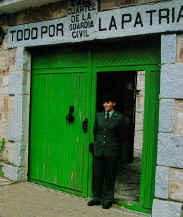 CUARTEL
DE LA
GUARDIA
CIVIL
TODO POR LA PATRIA